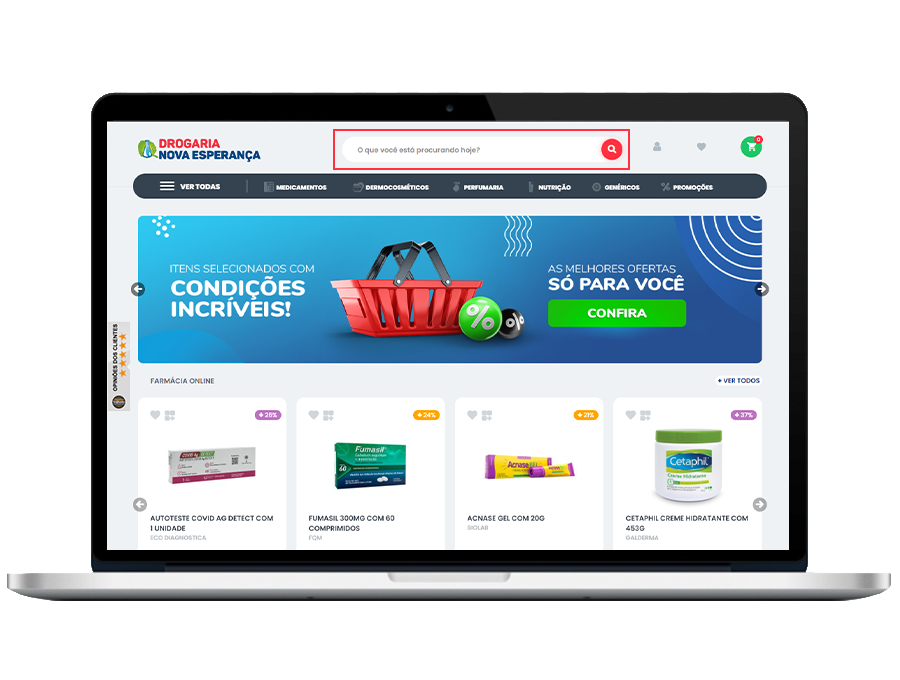 DROGARIA
NOVA ESPERANÇA
O que você está procurando hoje?
0
VER TODAS
MEDICAMENTOS
DERMOCOSMÉTICOS
PERFUMARIA
NUTRIÇÃO
GENÉRICOS
PROMOÇÕES
ITENS SELECIONADOS COM
CONDIÇÕES
INCRÍVEIS!
%
%
AS MELHORES OFERTAS
SÓ PARA VOCÊ
CONFIRA
OPINIÕES DOS CLIENTES
FARMÁCIA ONLINE
+ VER TODOS
26%
24%
21%
37%
Fumasil
60
Acnase
Cetaphil
Creme Hidratante
AUTOTESTE COVID AG DETECT COM
1 UNIDADE
ECO DIAGNOSTICA
FUMASIL 300MG COM 60
COMPRIMIDOS
FQM
ACNASE GEL COM 20G
BIOLAB
CETAPHIL CREME HIDRATANTE COM
453G
GALDERMA